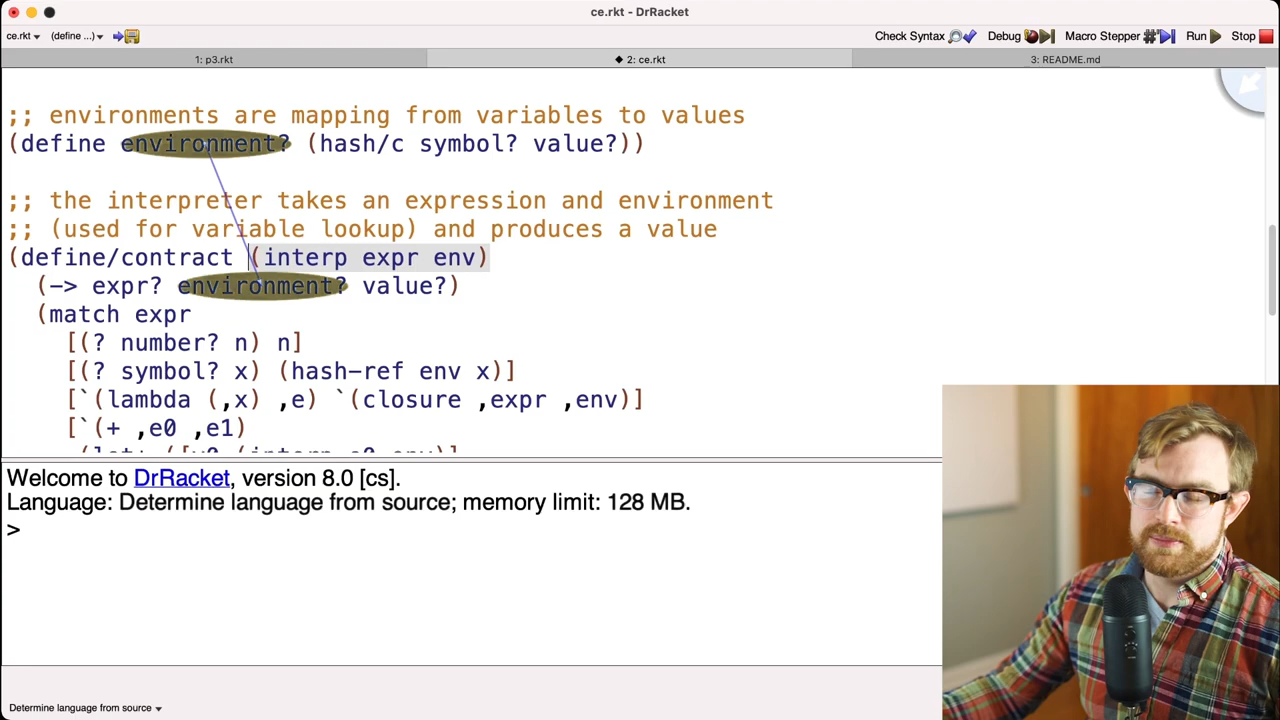 ce.rkt - DrRacket
ce.rkt (define ...) Check Syntax Debug Macro Stepper Run Stop
1: p3.rkt 2: ce.rkt 3: README.md
;; environments are mapping from variables to values
(define environment? (hash/c symbol? value?))
;; the interpreter takes an expression and environment
;; (used for variable lookup) and produces a value
(define/contract (interp expr env)
(-> expr? environment? value?)
(match expr
[(? number? n) n]
[(? symbol? x) (hash-ref env x)]
[`(lambda (,x) ,e) `(closure ,expr ,env)]
[`(+ ,e0 ,e1)
Welcome to DrRacket, version 8.0 [cs].
Language: Determine language from source; memory limit: 128 MB.
>
Determine language from source